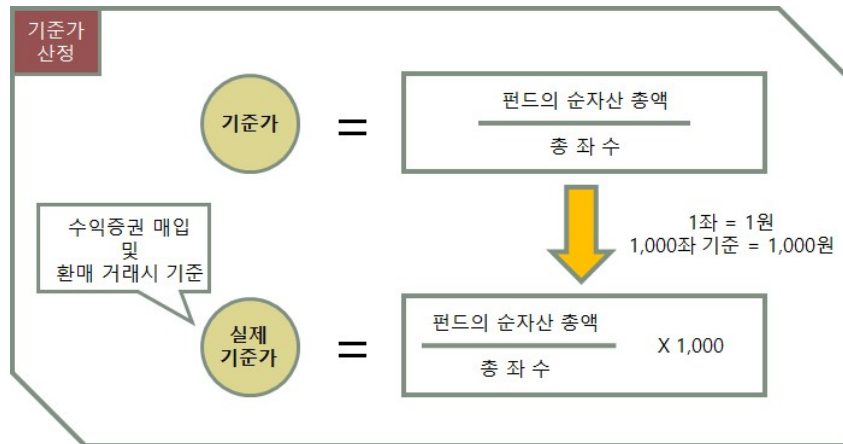 기준가
산정
기준가
=
펀드의 순자산 총액
총 좌 수
1좌 = 1원
1,000좌 기준 = 1,000원
수익증권 매입
및
환매 거래시 기준
실제
기준가
=
펀드의 순자산 총액
총 좌 수
X 1,000